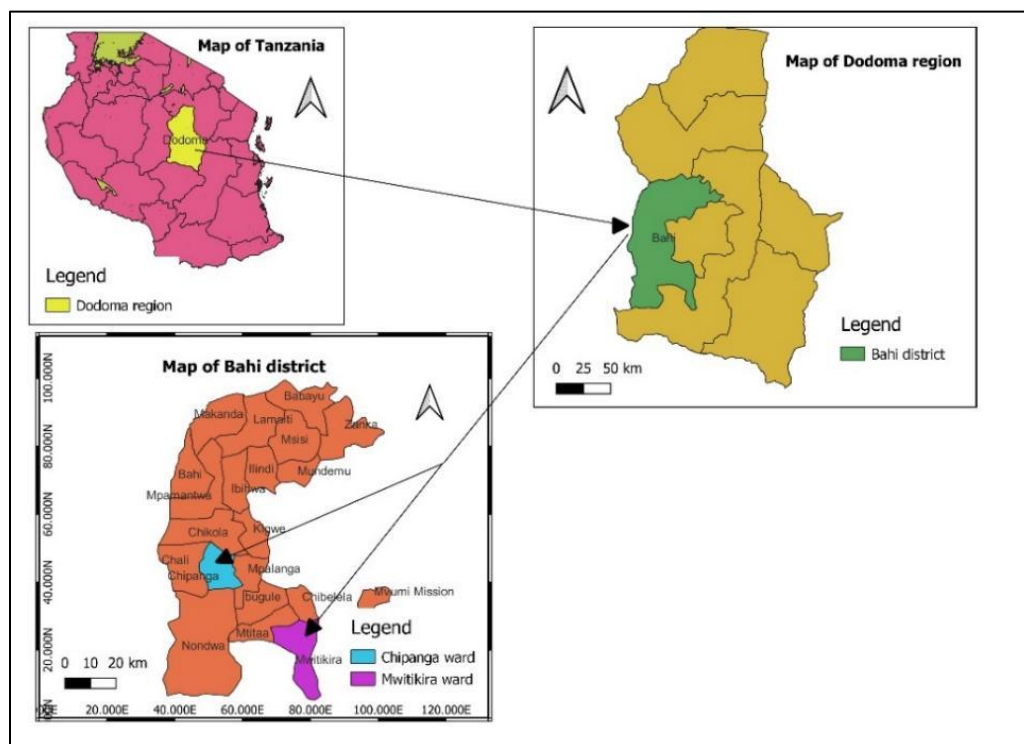 Map of Tanzania
Dodoma
Legend
Dodoma region
Map of Dodoma region
Bahi
Legend
Bahi district
0 25 50 km
Map of Bahi district
100.000N
80.000N
60.000N
40.000N
20.000N
Babayu
Makanda
Lamaiti
Zanka
Msisi
Bahi
Ilindi
Mundemu
Mpamantwa
Ibihwa
Chikola
Kigwe
Chali
Chipanga
Mpalanga
Mvumi Mission
bugule
Chibelela
Mtitaa
Nondwa
Mwitikira
Legend
Chipanga ward
Mwitikira ward
0 10 20 km
20.000E 40.000E 60.000E 80.000E 100.000E 120.000E